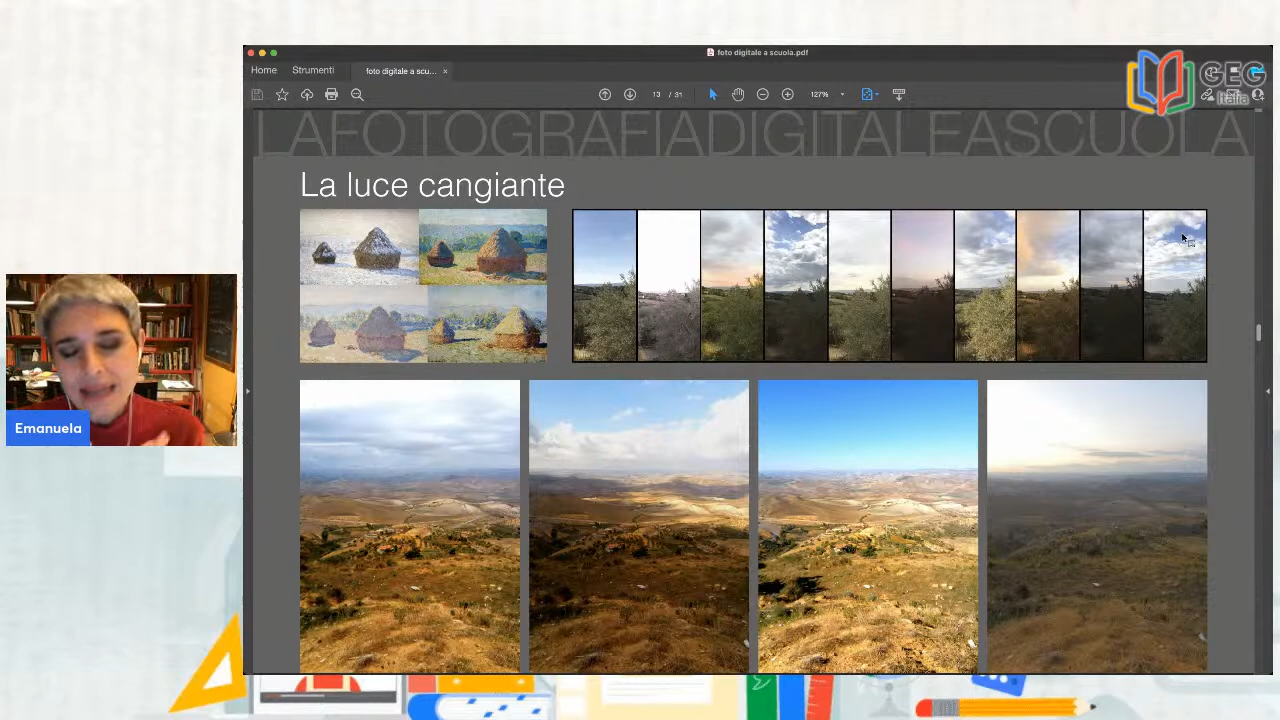 foto digitale a scuola.pdf
Home Strumenti foto digitale a scu... ×
13 / 31 127%
GEG
Italia
LAFOTOGRAFIADIGITALEASCUOLA
La luce cangiante
Emanuela